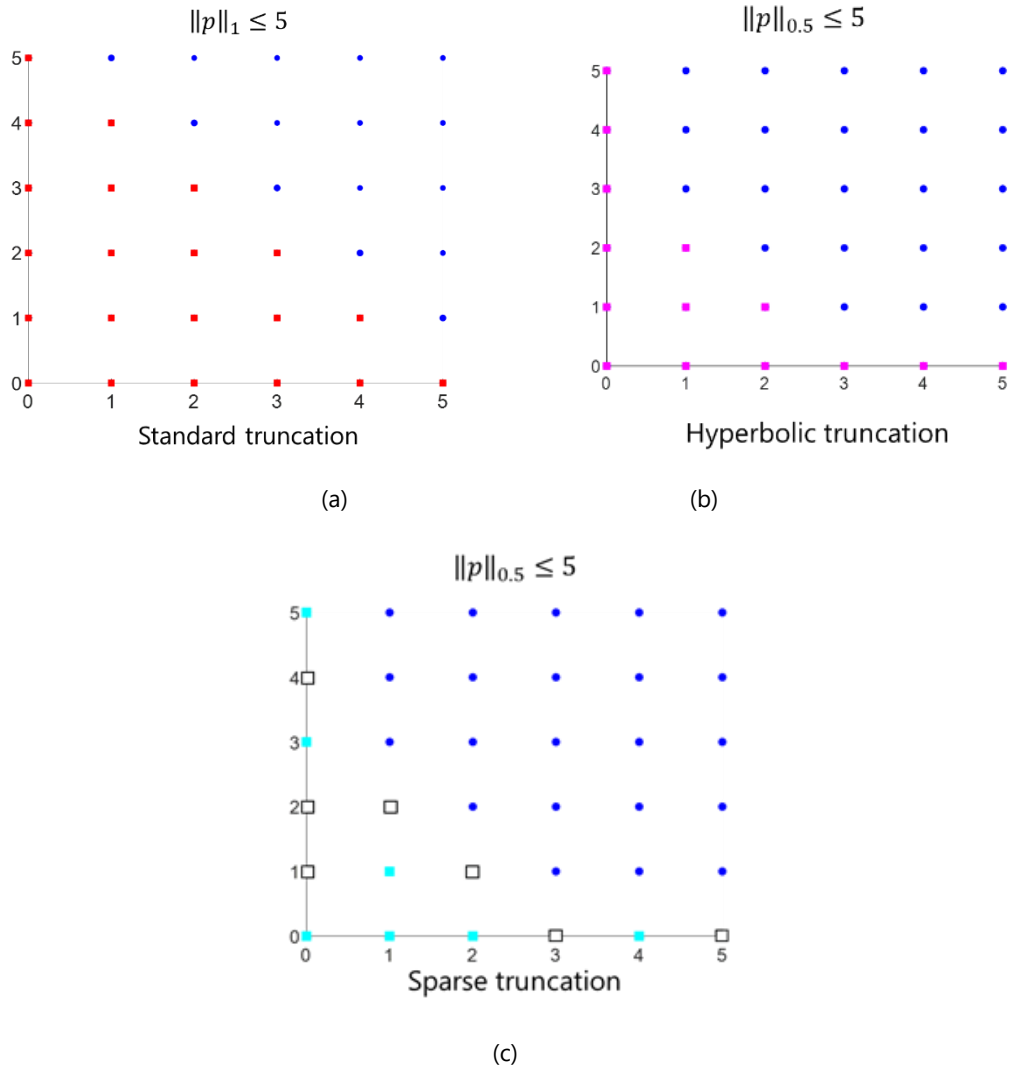 ‖p‖₁ ≤ 5
5
4
3
2
1
0
0 1 2 3 4 5
Standard truncation
(a)
‖p‖₀.₅ ≤ 5
5
4
3
2
1
0
0 1 2 3 4 5
Hyperbolic truncation
(b)
‖p‖₀.₅ ≤ 5
5
4
3
2
1
0
0 1 2 3 4 5
Sparse truncation
(c)